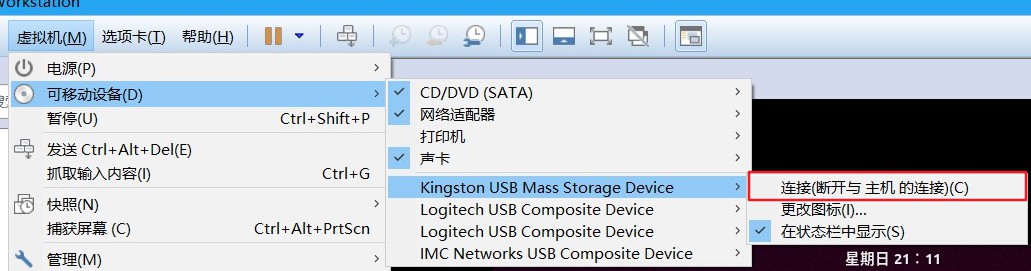 Workstation
虚拟机(M) 选项卡(T) 帮助(H)
电源(P)
可移动设备(D)
暂停(U) Ctrl+Shift+P
发送 Ctrl+Alt+Del(E)
抓取输入内容(I) Ctrl+G
快照(N)
捕获屏幕 (C) Ctrl+Alt+PrtScn
管理(M)
CD/DVD (SATA)
网络适配器
打印机
声卡
Kingston USB Mass Storage Device
Logitech USB Composite Device
Logitech USB Composite Device
IMC Networks USB Composite Device
连接(断开与 主机 的连接)(C)
更改图标(I)...
在状态栏中显示(S)
星期日 21：11